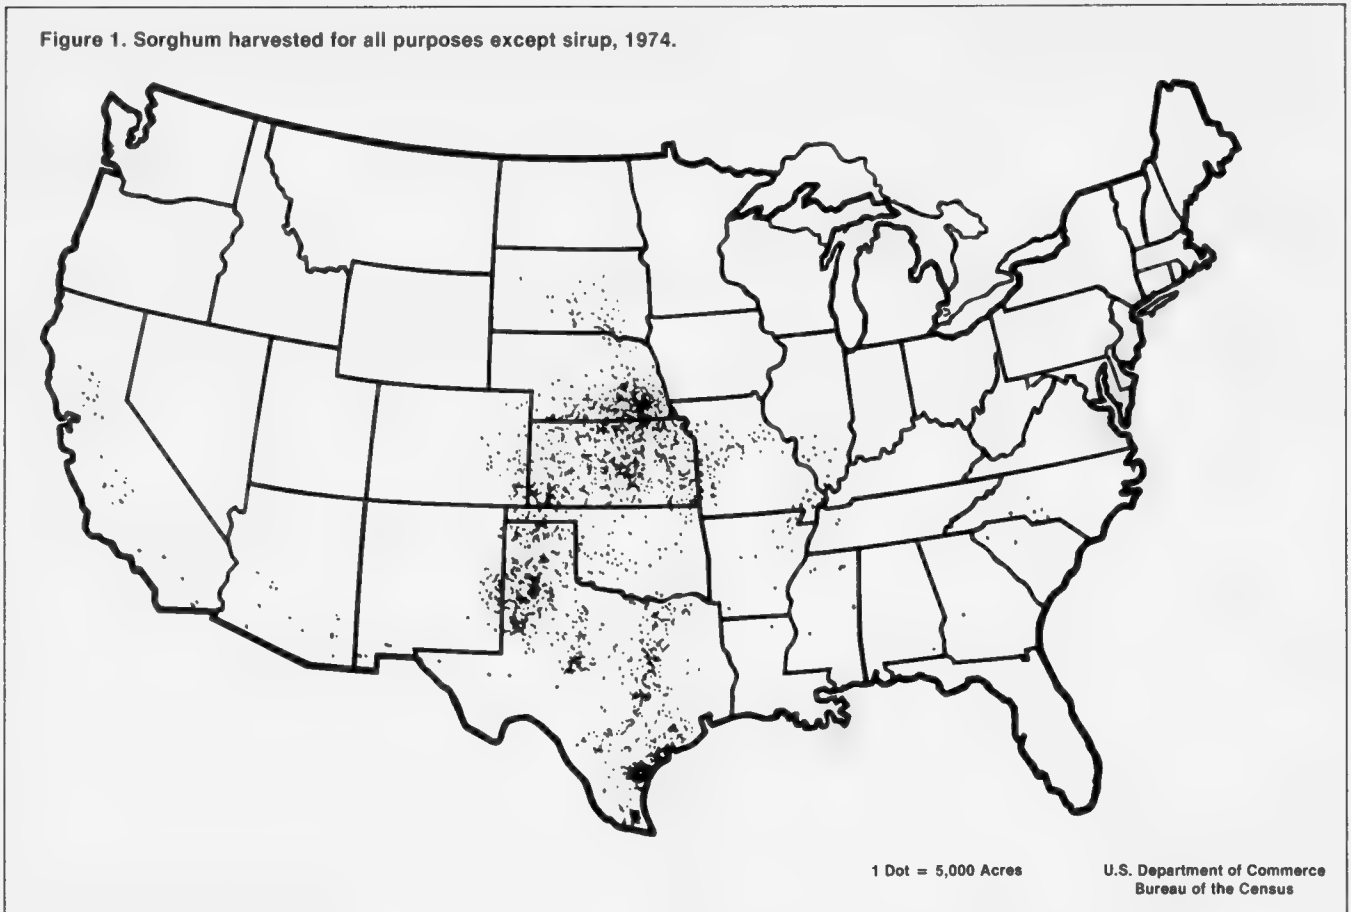 Figure 1. Sorghum harvested for all purposes except sirup, 1974.
1 Dot = 5,000 Acres
U.S. Department of Commerce
Bureau of the Census